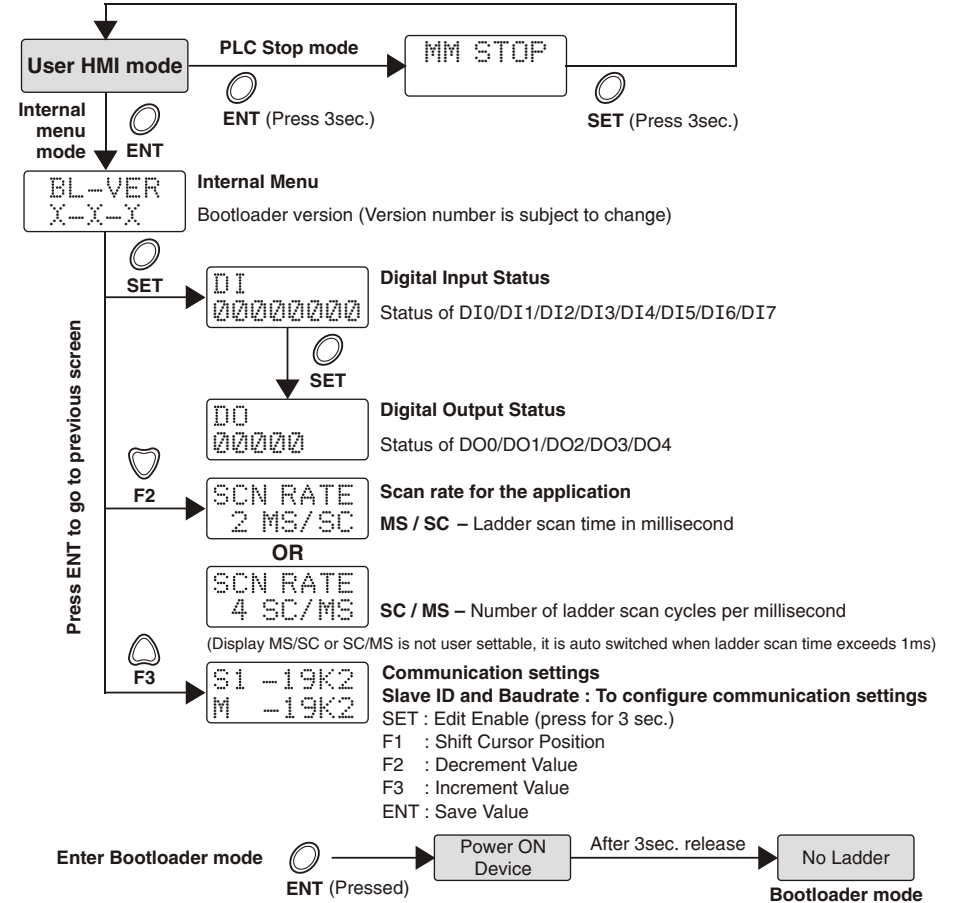 User HMI mode
PLC Stop mode
ENT (Press 3sec.)
MM STOP
SET (Press 3sec.)
Internal
menu
mode
ENT
BL-VER
X-X-X
Internal Menu
Bootloader version (Version number is subject to change)
SET
DI
00000000
Digital Input Status
Status of DI0/DI1/DI2/DI3/DI4/DI5/DI6/DI7
SET
DO
00000
Digital Output Status
Status of DO0/DO1/DO2/DO3/DO4
Press ENT to go to previous screen
F2
SCN RATE
2 MS/SC
Scan rate for the application
MS / SC – Ladder scan time in millisecond
OR
SCN RATE
4 SC/MS
SC / MS – Number of ladder scan cycles per millisecond
(Display MS/SC or SC/MS is not user settable, it is auto switched when ladder scan time exceeds 1ms)
F3
S1 -19K2
M -19K2
Communication settings
Slave ID and Baudrate : To configure communication settings
SET : Edit Enable (press for 3 sec.)
F1 : Shift Cursor Position
F2 : Decrement Value
F3 : Increment Value
ENT : Save Value
Enter Bootloader mode
ENT (Pressed)
Power ON
Device
After 3sec. release
No Ladder
Bootloader mode